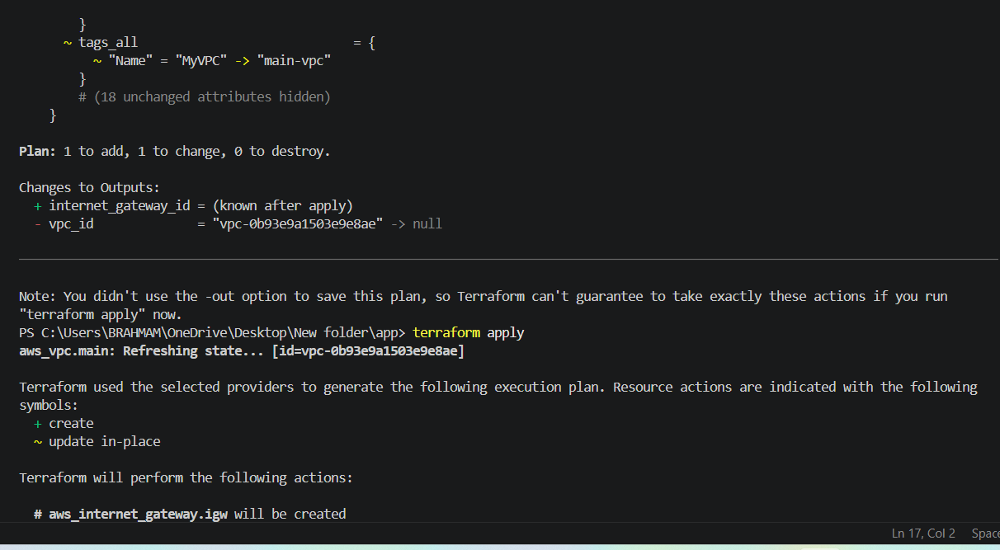 }
      ~ tags_all                             = {
          ~ "Name" = "MyVPC" -> "main-vpc"
        }
        # (18 unchanged attributes hidden)
    }
Plan: 1 to add, 1 to change, 0 to destroy.
Changes to Outputs:
  + internet_gateway_id = (known after apply)
  - vpc_id              = "vpc-0b93e9a1503e9e8ae" -> null
Note: You didn't use the -out option to save this plan, so Terraform can't guarantee to take exactly these actions if you run
"terraform apply" now.
PS C:\Users\BRAHMAM\OneDrive\Desktop\New folder\app> terraform apply
aws_vpc.main: Refreshing state... [id=vpc-0b93e9a1503e9e8ae]
Terraform used the selected providers to generate the following execution plan. Resource actions are indicated with the following
symbols:
  + create
  ~ update in-place
Terraform will perform the following actions:
  # aws_internet_gateway.igw will be created
Ln 17, Col 2 Space